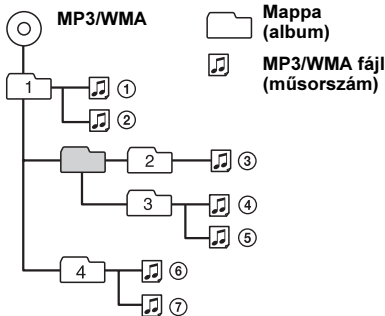 MP3/WMA
Mappa
(album)
MP3/WMA fájl
(műsorszám)
1
①
②
2
③
3
④
⑤
4
⑥
⑦